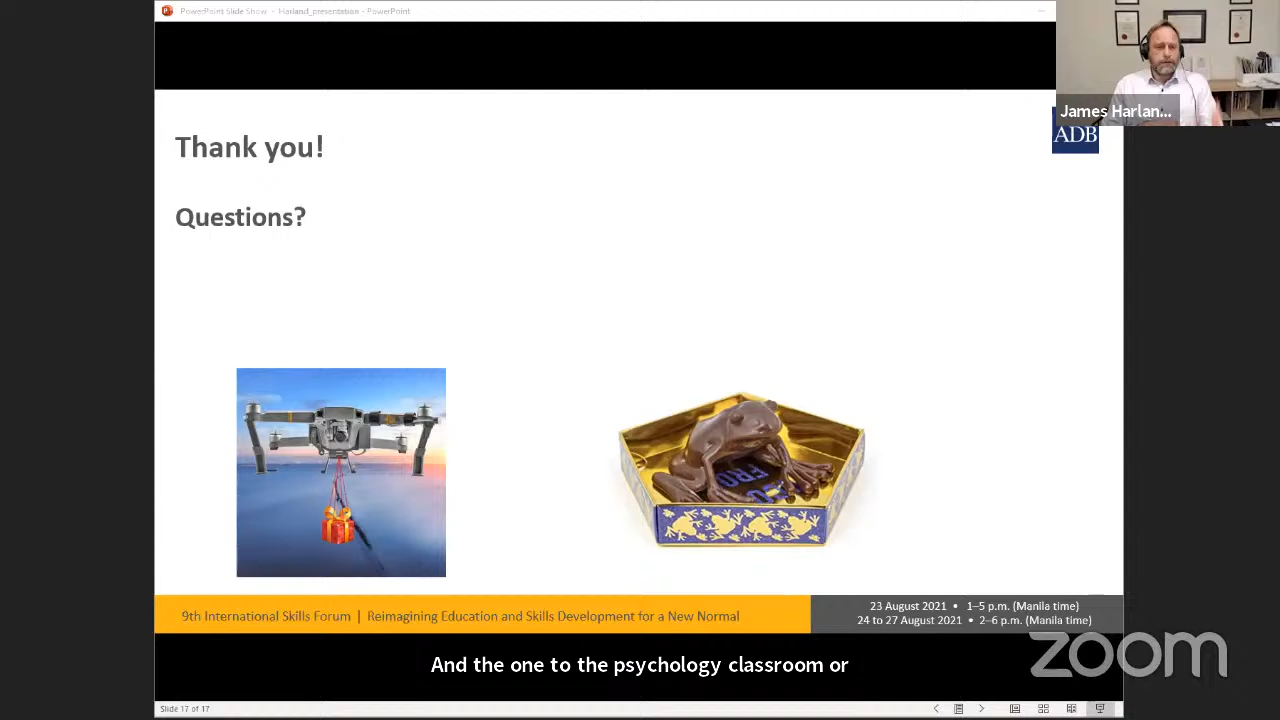 PowerPoint Slide Show - Harland_presentation - PowerPoint
James Harlan...
ADB
Thank you!
Questions?
FRO
9th International Skills Forum | Reimagining Education and Skills Development for a New Normal
23 August 2021 • 1–5 p.m. (Manila time)
24 to 27 August 2021 • 2–6 p.m. (Manila time)
And the one to the psychology classroom or
zoom
Slide 17 of 17